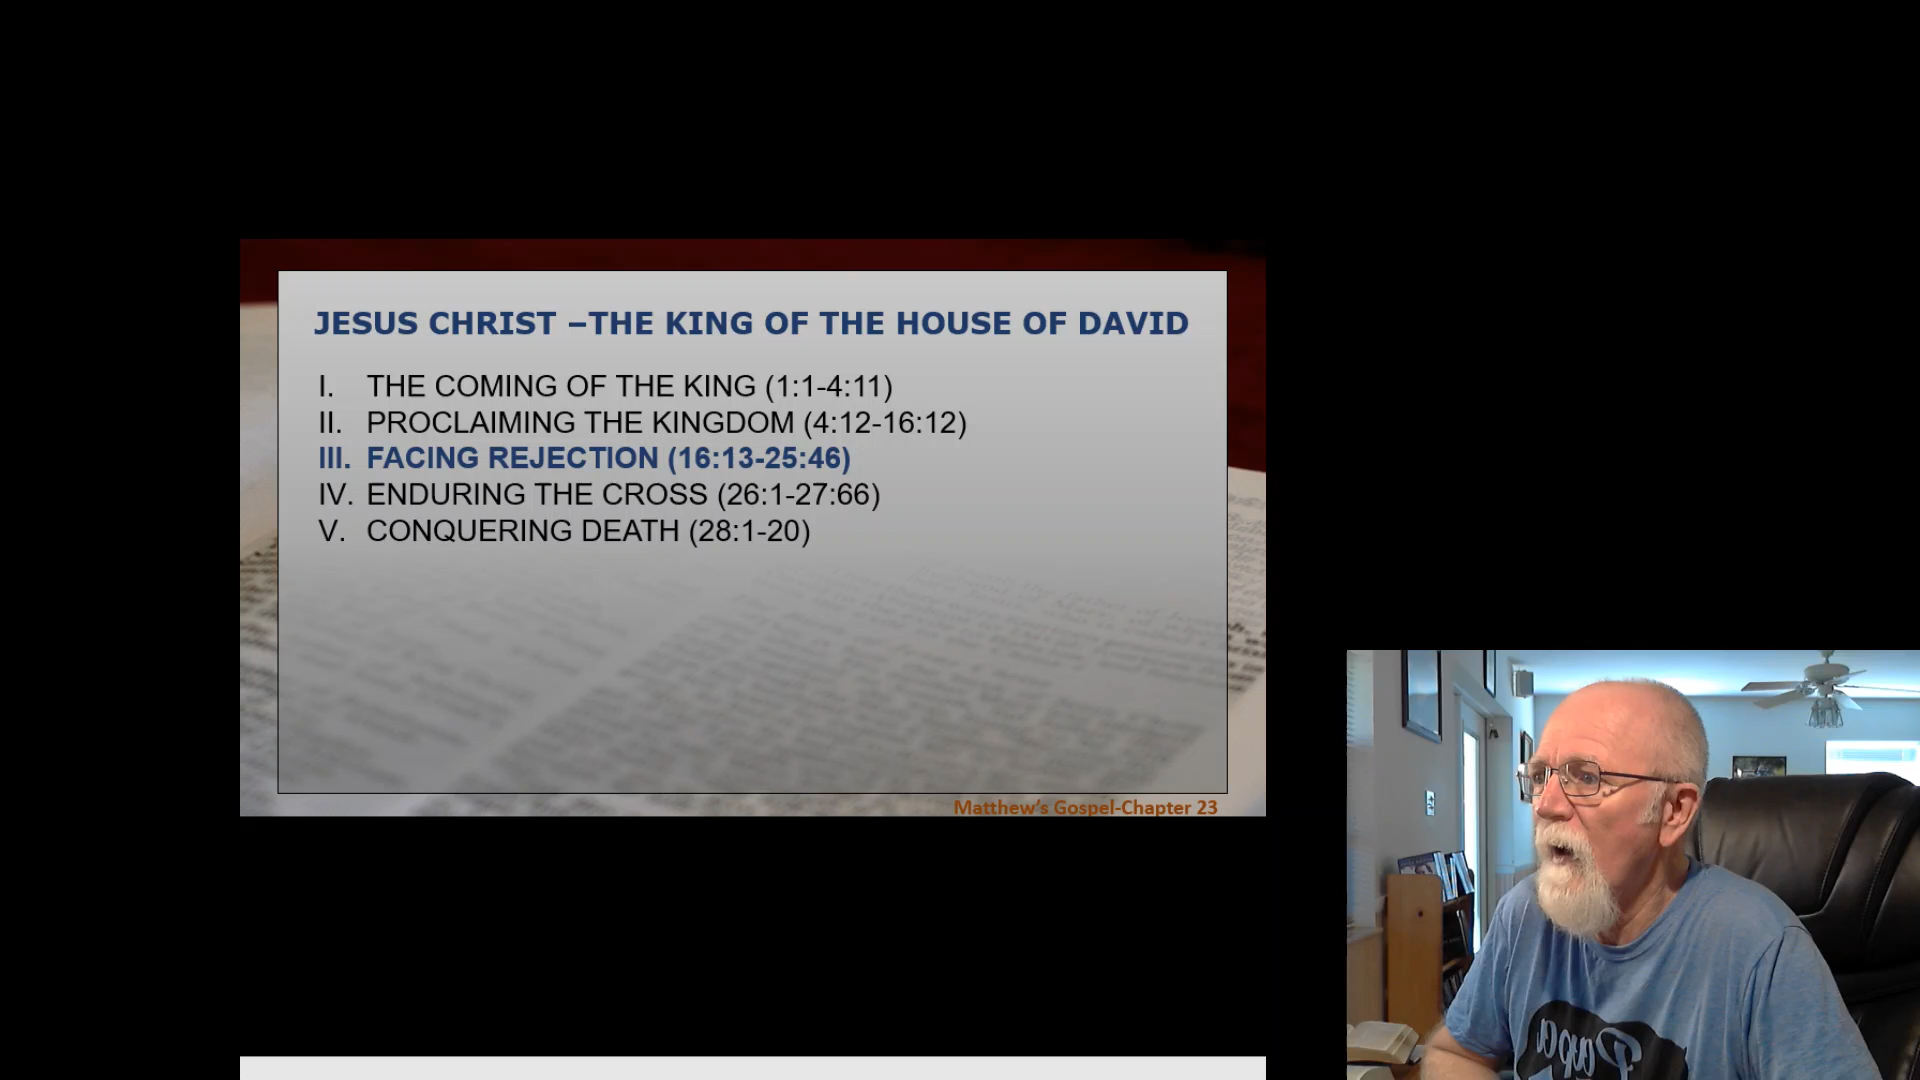 JESUS CHRIST –THE KING OF THE HOUSE OF DAVID
I. THE COMING OF THE KING (1:1-4:11)
II. PROCLAIMING THE KINGDOM (4:12-16:12)
III. FACING REJECTION (16:13-25:46)
IV. ENDURING THE CROSS (26:1-27:66)
V. CONQUERING DEATH (28:1-20)
Matthew's Gospel-Chapter 23
Papa